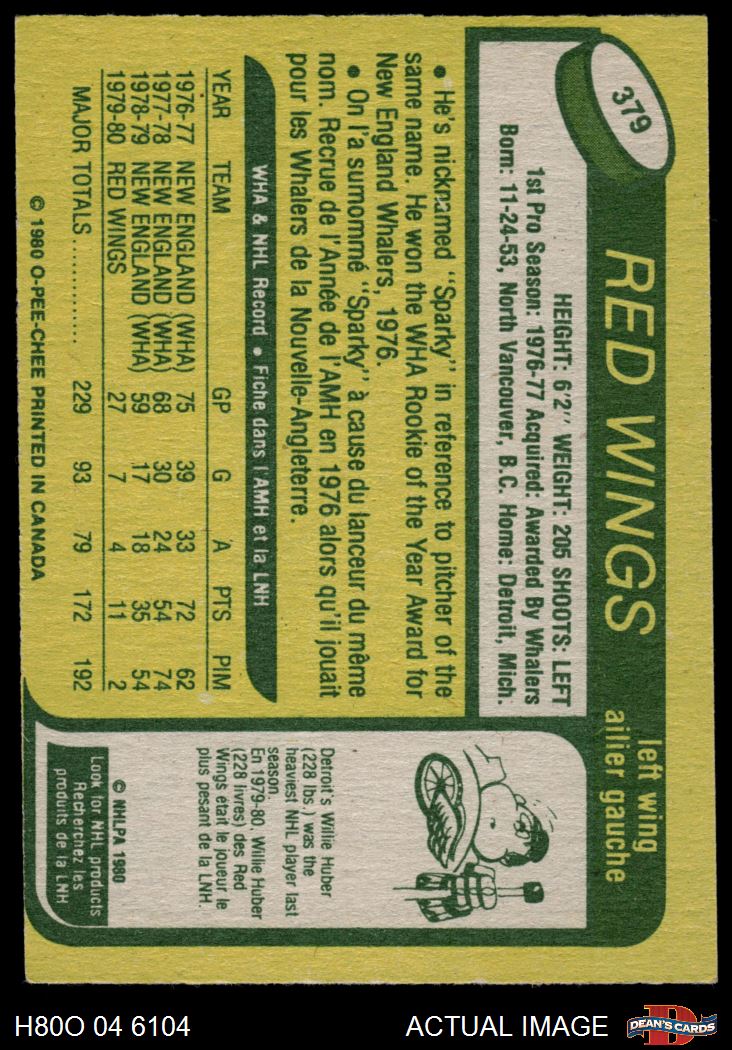 379
RED WINGS
left wing
ailier gauche
HEIGHT: 6'2" WEIGHT: 205 SHOOTS: LEFT
1st Pro Season: 1976-77 Acquired: Awarded By Whalers
Born: 11-24-53, North Vancouver, B.C. Home: Detroit, Mich.
• He's nicknamed "Sparky" in reference to pitcher of the
same name. He won the WHA Rookie of the Year Award for
New England Whalers, 1976.
• On l'a surnommé "Sparky" à cause du lanceur du même
nom. Recrue de l'Année de l'AMH en 1976 alors qu'il jouait
pour les Whalers de la Nouvelle-Angleterre.
WHA & NHL Record • Fiche dans l'AMH et la LNH
YEAR TEAM GP G A PTS PIM
1976-77 NEW ENGLAND (WHA) 75 39 33 72 62
1977-78 NEW ENGLAND (WHA) 68 30 24 54 74
1978-79 NEW ENGLAND (WHA) 59 17 18 35 54
1979-80 RED WINGS 27 7 4 11 2
MAJOR TOTALS .............. 229 93 79 172 192
© 1980 O-PEE-CHEE PRINTED IN CANADA
Detroit's Willie Huber
(228 lbs.) was the
heaviest NHL player last
season.
En 1979-80, Willie Huber
(228 livres) des Red
Wings était le joueur le
plus pesant de la LNH.
© NHLPA 1980
Look for NHL products
Recherchez les
produits de la LNH
H80O 04 6104
ACTUAL IMAGE
D
DEAN'S CARDS